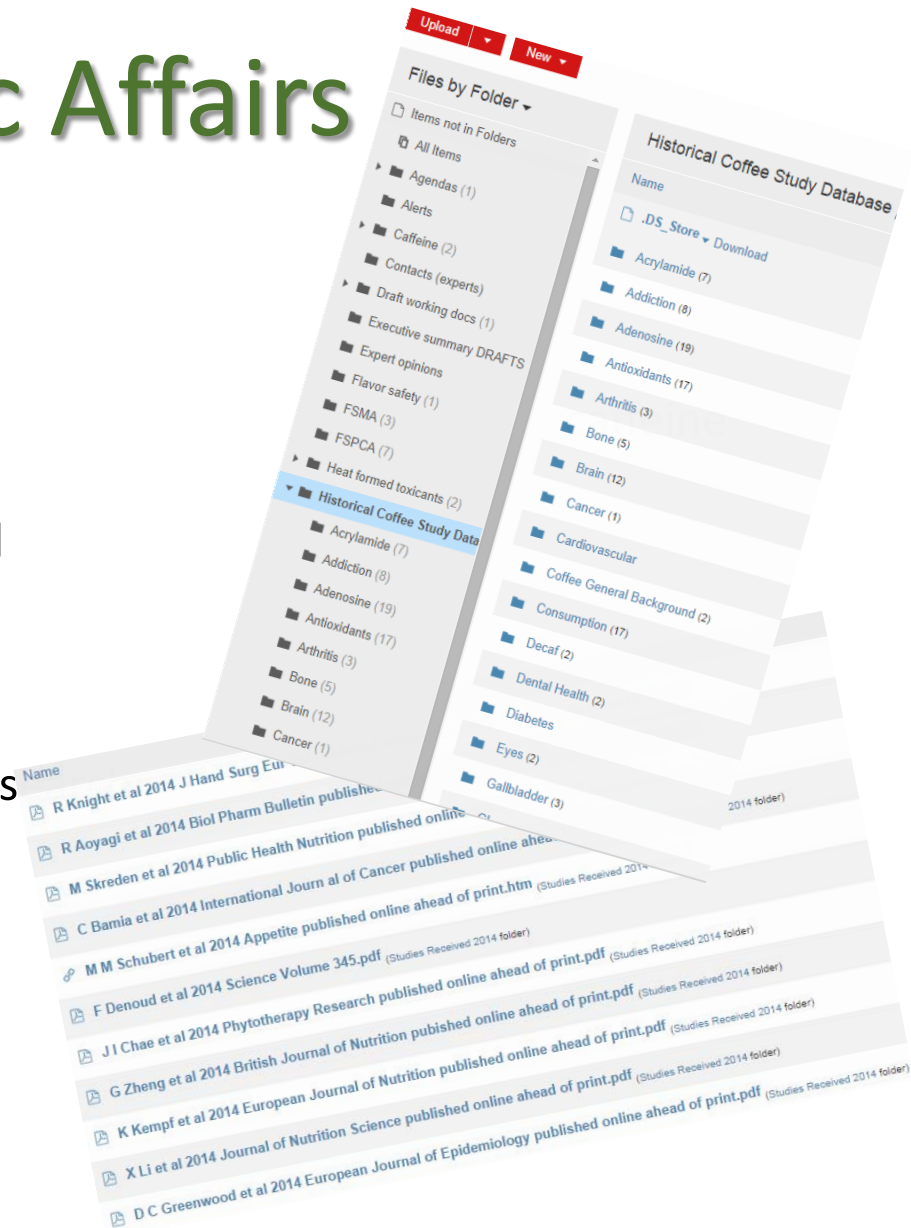 c Affairs
s
Upload
New
Files by Folder
Items not in Folders
All Items
Agendas (1)
Alerts
Caffeine (2)
Contacts (experts)
Draft working docs (1)
Executive summary DRAFTS
Expert opinions
Flavor safety (1)
FSMA (3)
FSPCA (7)
Heat formed toxicants (2)
Historical Coffee Study Data
Acrylamide (7)
Addiction (8)
Adenosine (19)
Antioxidants (17)
Arthritis (3)
Bone (5)
Brain (12)
Cancer (1)
Historical Coffee Study Database
Name
.DS_Store Download
Acrylamide (7)
Addiction (8)
Adenosine (19)
Antioxidants (17)
Arthritis (3)
Bone (5)
Brain (12)
Cancer (1)
Cardiovascular
Coffee General Background (2)
Consumption (17)
Decaf (2)
Dental Health (2)
Diabetes
Eyes (2)
Gallbladder (3)
Name
R Knight et al 2014 J Hand Surg Eur
R Aoyagi et al 2014 Biol Pharm Bulletin
M Skreden et al 2014 Public Health Nutrition published online 2014 folder)
C Bamia et al 2014 International Journ al of Cancer published online
M M Schubert et al 2014 Appetite published online ahead of print.htm (Studies Received 2014
F Denoud et al 2014 Science Volume 345.pdf (Studies Received 2014 folder)
J I Chae et al 2014 Phytotherapy Research published online ahead of print.pdf (Studies Received 2014 folder)
G Zheng et al 2014 British Journal of Nutrition pubished online ahead of print.pdf (Studies Received 2014 folder)
K Kempf et al 2014 European Journal of Nutrition published online ahead of print.pdf (Studies Received 2014 folder)
X Li et al 2014 Journal of Nutrition Science published online ahead of print.pdf (Studies Received 2014 folder)
D C Greenwood et al 2014 European Journal of Epidemiology published online ahead of print.pdf (Studies Received 2014 folder)